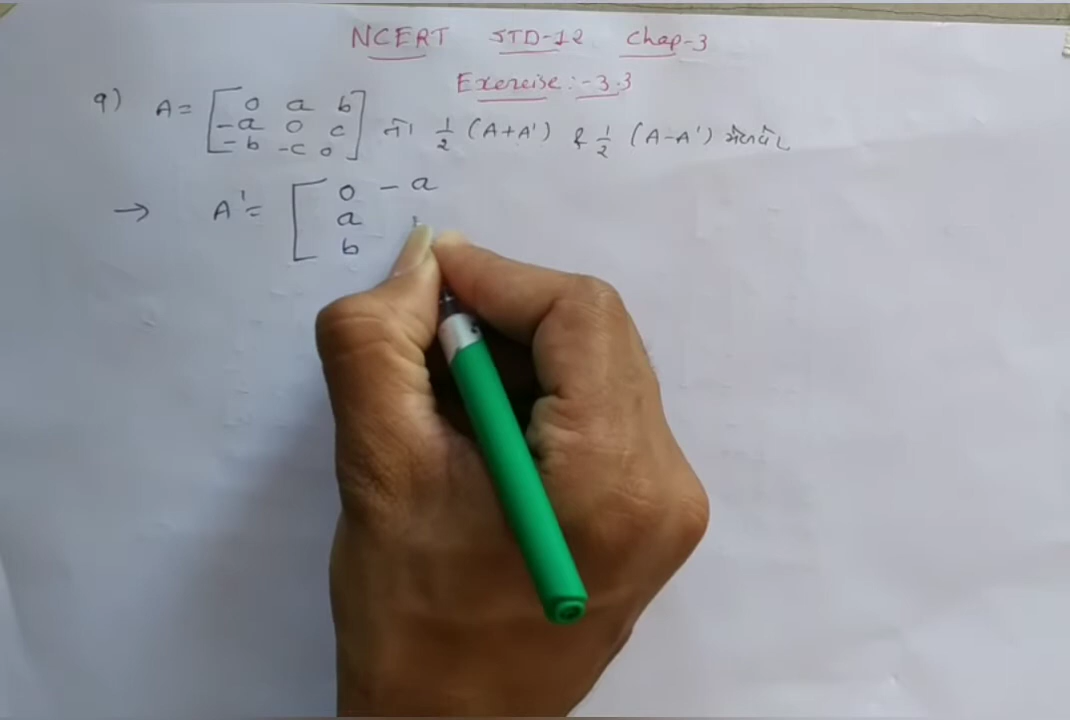 NCERT STD-12 Chap-3
Exercise:-3.3
9) A = [ 0 a b
-a 0 c
-b -c 0 ] તો 1/2 (A+A') & 1/2 (A-A') મેળવો.
→ A' = [ 0 -a
a
b